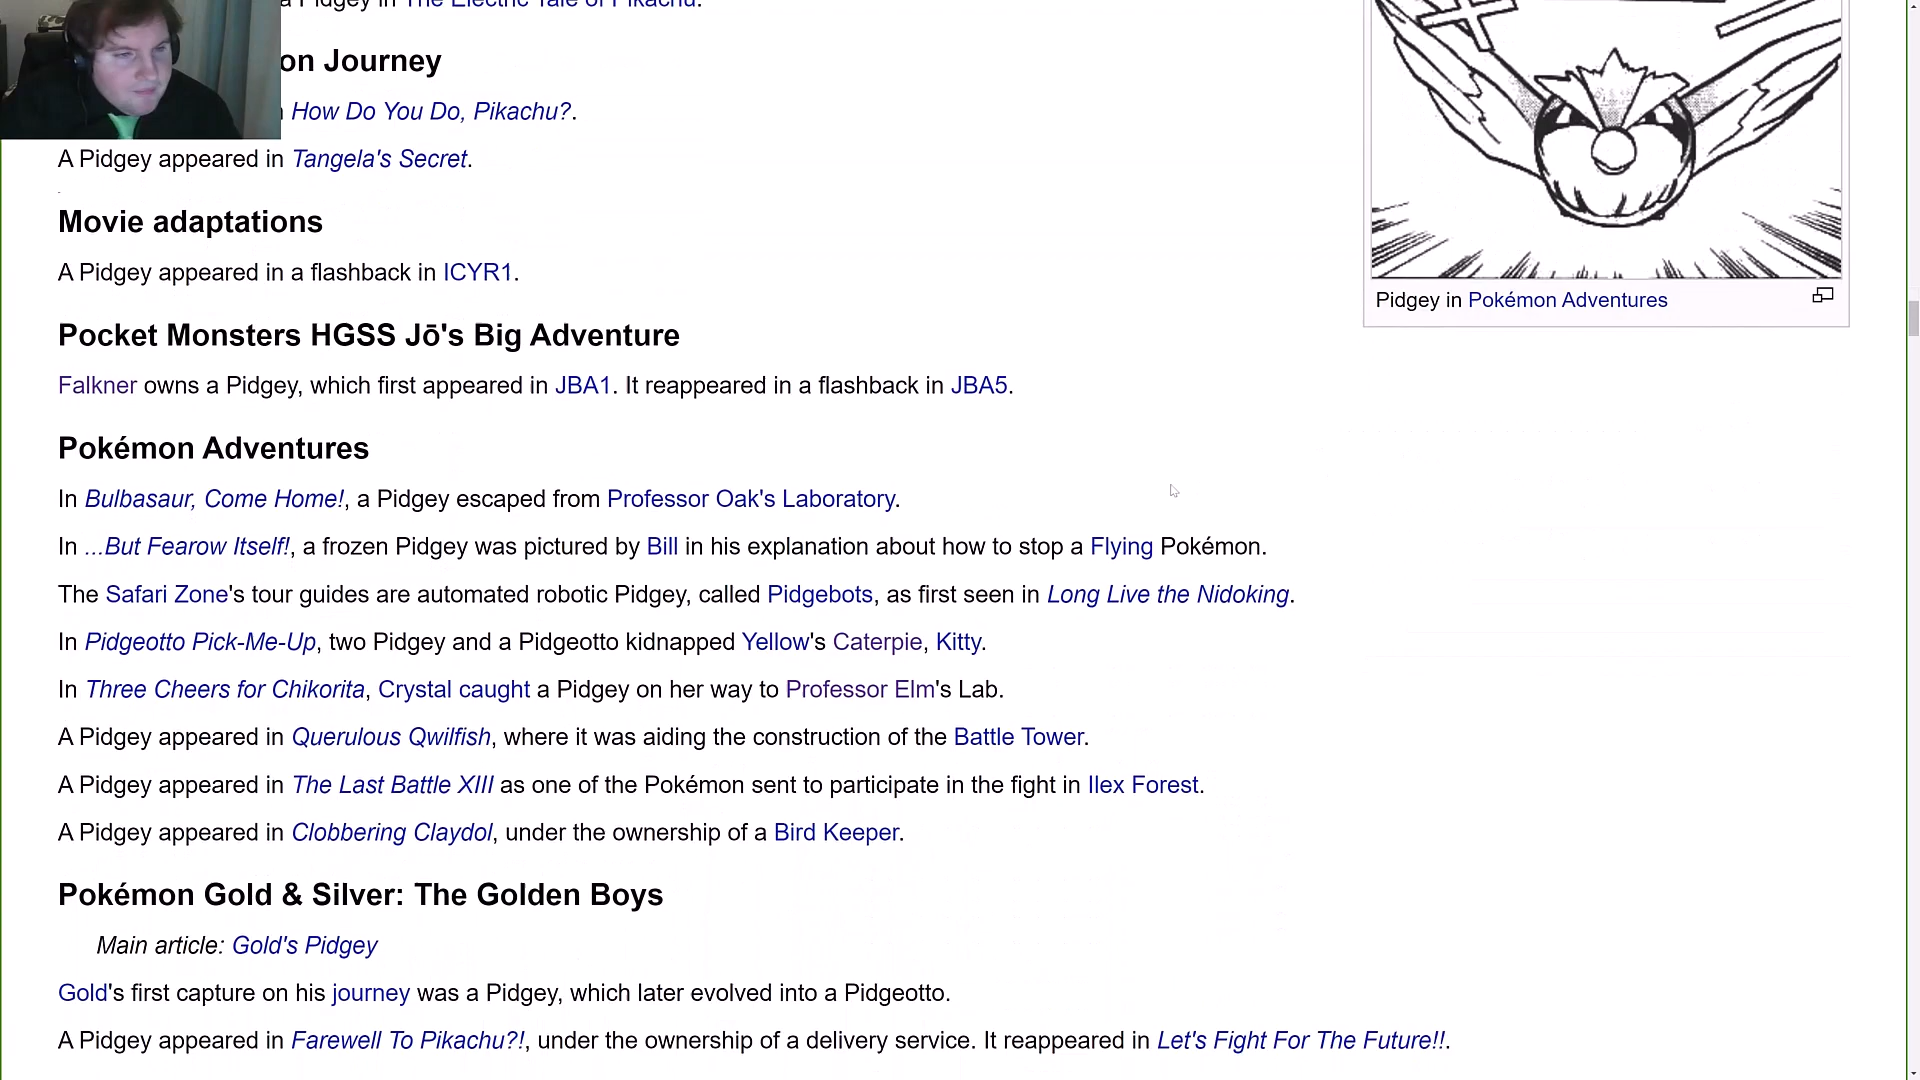 a Pidgey in The Electric Tale of Pikachu.
on Journey
How Do You Do, Pikachu?.
A Pidgey appeared in Tangela's Secret.
Movie adaptations
A Pidgey appeared in a flashback in ICYR1.
Pidgey in Pokémon Adventures
Pocket Monsters HGSS Jō's Big Adventure
Falkner owns a Pidgey, which first appeared in JBA1. It reappeared in a flashback in JBA5.
Pokémon Adventures
In Bulbasaur, Come Home!, a Pidgey escaped from Professor Oak's Laboratory.
In ...But Fearow Itself!, a frozen Pidgey was pictured by Bill in his explanation about how to stop a Flying Pokémon.
The Safari Zone's tour guides are automated robotic Pidgey, called Pidgebots, as first seen in Long Live the Nidoking.
In Pidgeotto Pick-Me-Up, two Pidgey and a Pidgeotto kidnapped Yellow's Caterpie, Kitty.
In Three Cheers for Chikorita, Crystal caught a Pidgey on her way to Professor Elm's Lab.
A Pidgey appeared in Querulous Qwilfish, where it was aiding the construction of the Battle Tower.
A Pidgey appeared in The Last Battle XIII as one of the Pokémon sent to participate in the fight in Ilex Forest.
A Pidgey appeared in Clobbering Claydol, under the ownership of a Bird Keeper.
Pokémon Gold & Silver: The Golden Boys
Main article: Gold's Pidgey
Gold's first capture on his journey was a Pidgey, which later evolved into a Pidgeotto.
A Pidgey appeared in Farewell To Pikachu?!, under the ownership of a delivery service. It reappeared in Let's Fight For The Future!!.